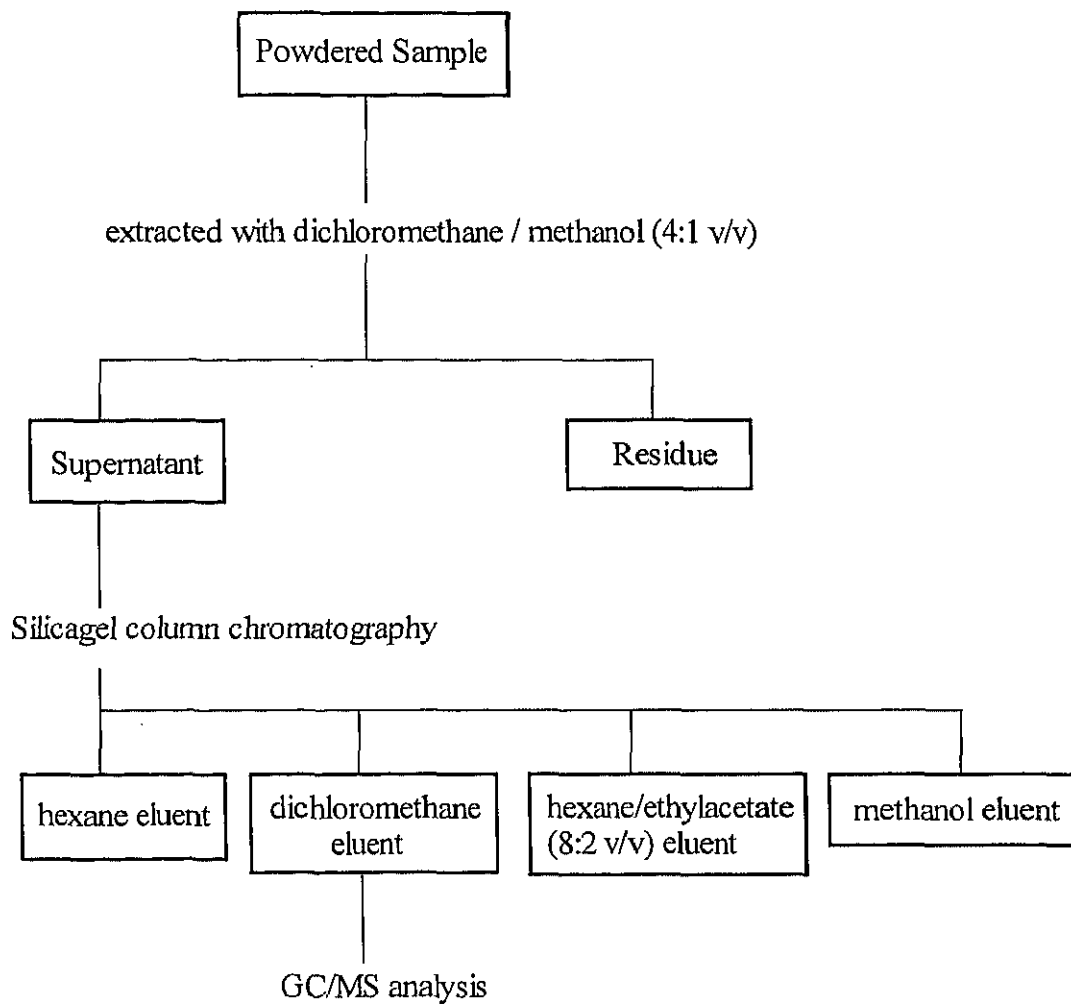 Powdered Sample
extracted with dichloromethane / methanol (4:1 v/v)
Supernatant
Residue
Silicagel column chromatography
hexane eluent
dichloromethane
eluent
hexane/ethylacetate
(8:2 v/v) eluent
methanol eluent
GC/MS analysis